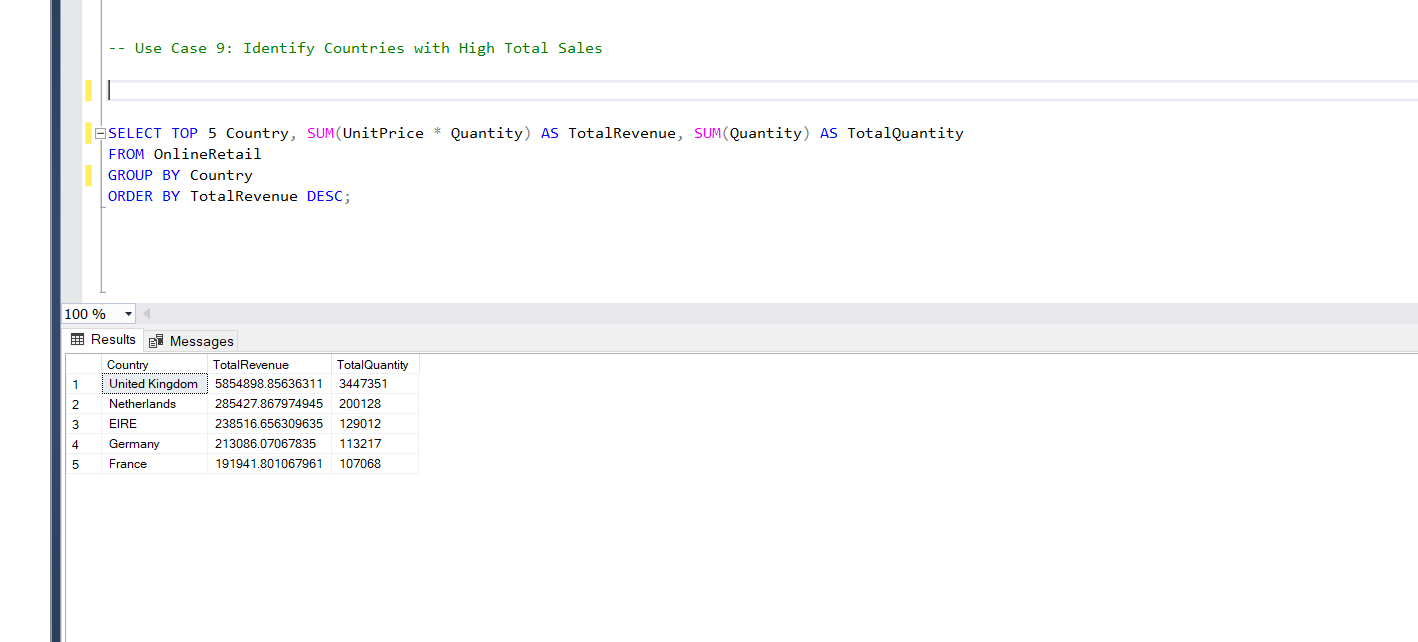 -- Use Case 9: Identify Countries with High Total Sales
SELECT TOP 5 Country, SUM(UnitPrice * Quantity) AS TotalRevenue, SUM(Quantity) AS TotalQuantity
FROM OnlineRetail
GROUP BY Country
ORDER BY TotalRevenue DESC;
100 %
Results Messages
Country TotalRevenue TotalQuantity
1 United Kingdom 5854898.85636311 3447351
2 Netherlands 285427.867974945 200128
3 EIRE 238516.656309635 129012
4 Germany 213086.07067835 113217
5 France 191941.801067961 107068